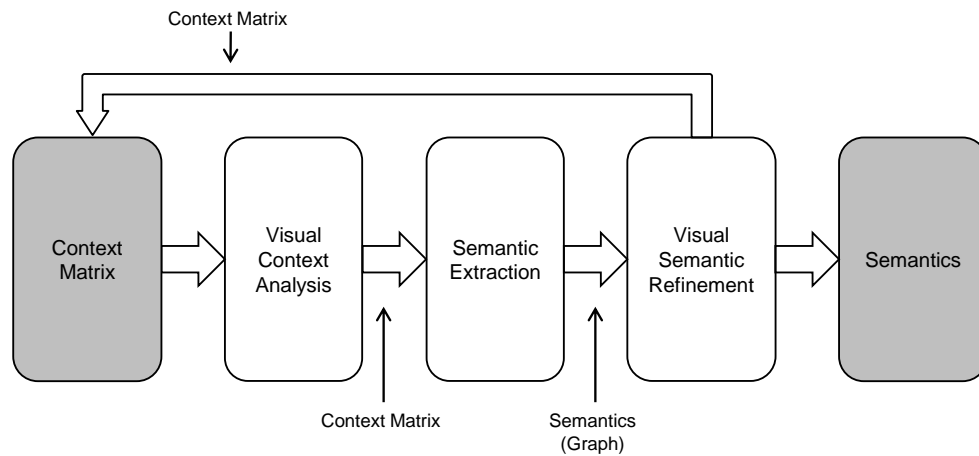 Context Matrix
Context
Matrix
Visual
Context
Analysis
Semantic
Extraction
Visual
Semantic
Refinement
Semantics
Context Matrix
Semantics
(Graph)